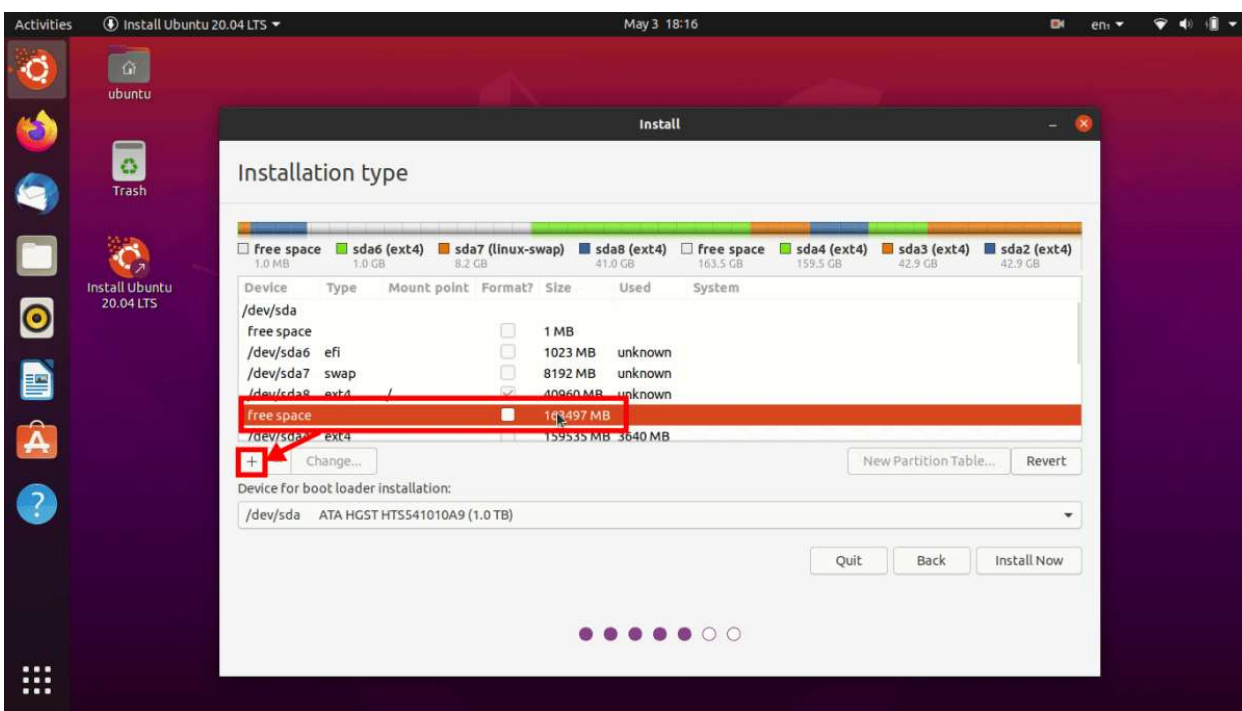 Activities Install Ubuntu 20.04 LTS May 3 18:16 en₁
ubuntu
Trash
Install Ubuntu
20.04 LTS
Install
Installation type
free space sda6 (ext4) sda7 (linux-swap) sda8 (ext4) free space sda4 (ext4) sda3 (ext4) sda2 (ext4)
1.0 MB 1.0 GB 8.2 GB 41.0 GB 163.5 GB 159.5 GB 42.9 GB 42.9 GB
Device Type Mount point Format? Size Used System
/dev/sda
free space 1 MB
/dev/sda6 efi 1023 MB unknown
/dev/sda7 swap 8192 MB unknown
/dev/sda8 ext4 / 40960 MB unknown
free space 163497 MB
/dev/sda4 ext4 159535 MB 3640 MB
+ Change... New Partition Table... Revert
Device for boot loader installation:
/dev/sda ATA HGST HTS541010A9 (1.0 TB)
Quit Back Install Now